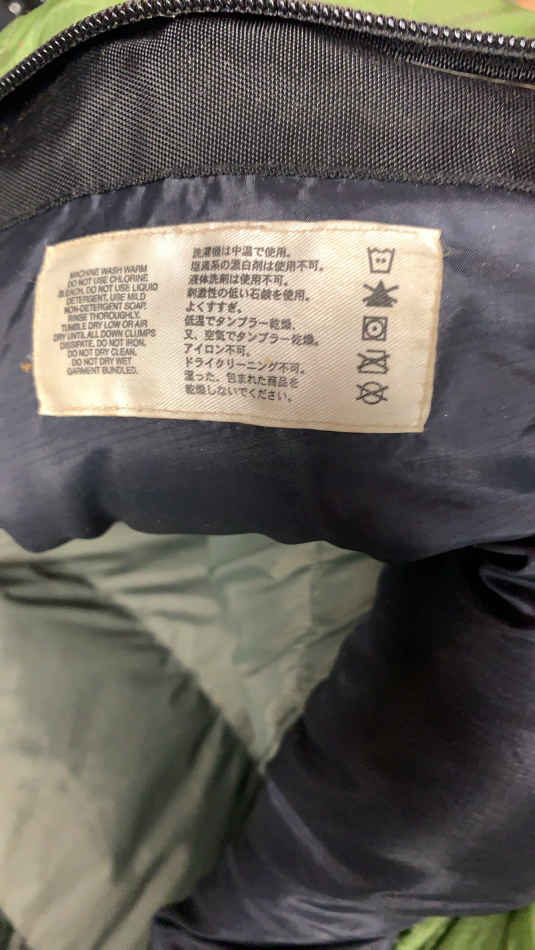 MACHINE WASH WARM
DO NOT USE CHLORINE
BLEACH, DO NOT USE LIQUID
DETERGENT, USE MILD
NON-DETERGENT SOAP.
RINSE THOROUGHLY.
TUMBLE DRY LOW OR AIR
DRY UNTIL ALL DOWN CLUMPS
DISSIPATE. DO NOT IRON.
DO NOT DRY CLEAN.
DO NOT DRY WET
GARMENT BUNDLED.
洗濯機は中温で使用。
塩素系の漂白剤は使用不可。
液体洗剤は使用不可。
刺激性の低い石鹸を使用。
よくすすぎ。
低温でタンブラー乾燥、
又、空気でタンブラー乾燥。
アイロン不可。
ドライクリーニング不可。
湿った、包まれた商品を
乾燥しないでください。